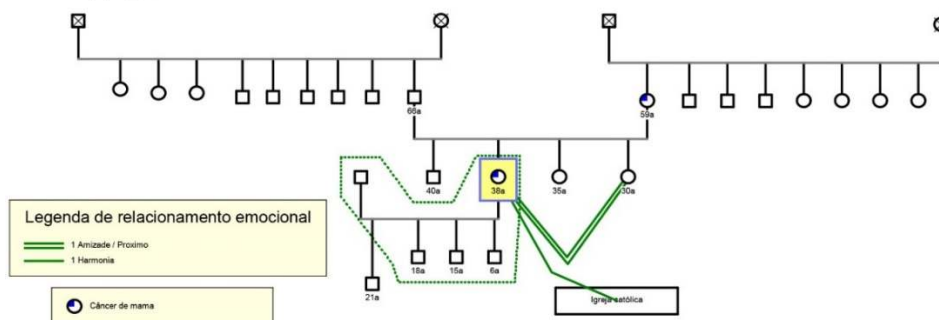 66a
59a
40a
38a
35a
30a
Legenda de relacionamento emocional
1 Amizade / Proximo
1 Harmonia
18a
15a
6a
21a
Câncer de mama
Igreja satólica